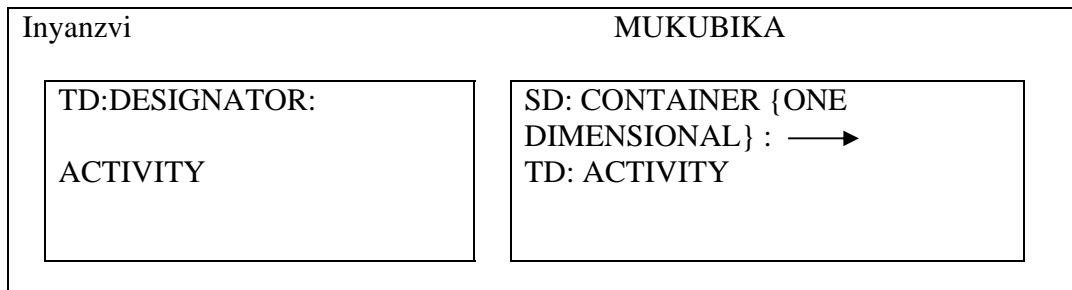 Inyanzvi MUKUBIKA
TD:DESIGNATOR:
ACTIVITY
SD: CONTAINER {ONE
DIMENSIONAL} :
TD: ACTIVITY